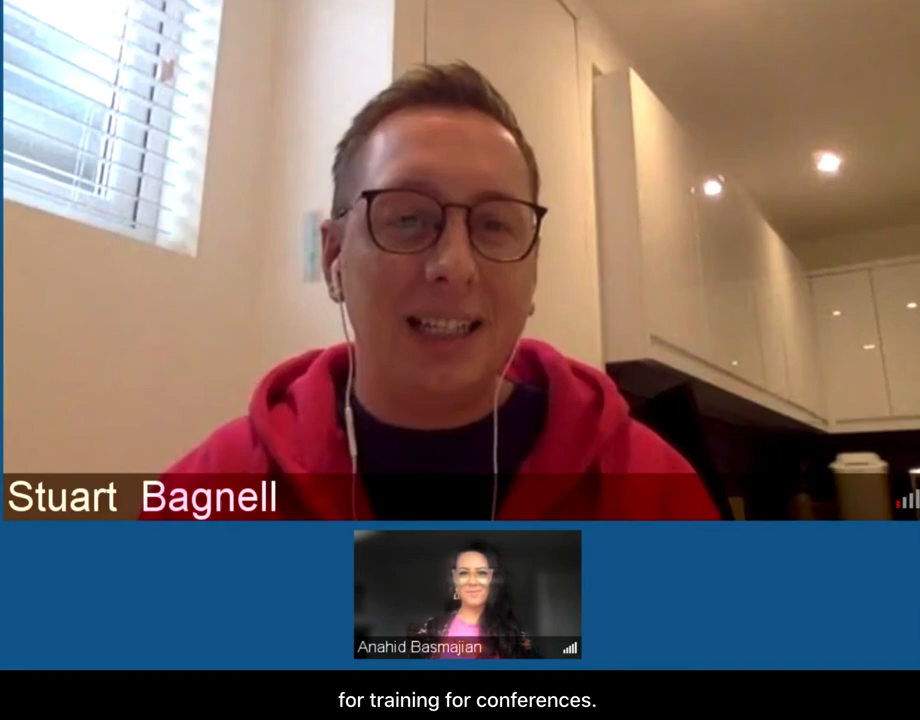 Stuart Bagnell
Anahid Basmajian
for training for conferences.